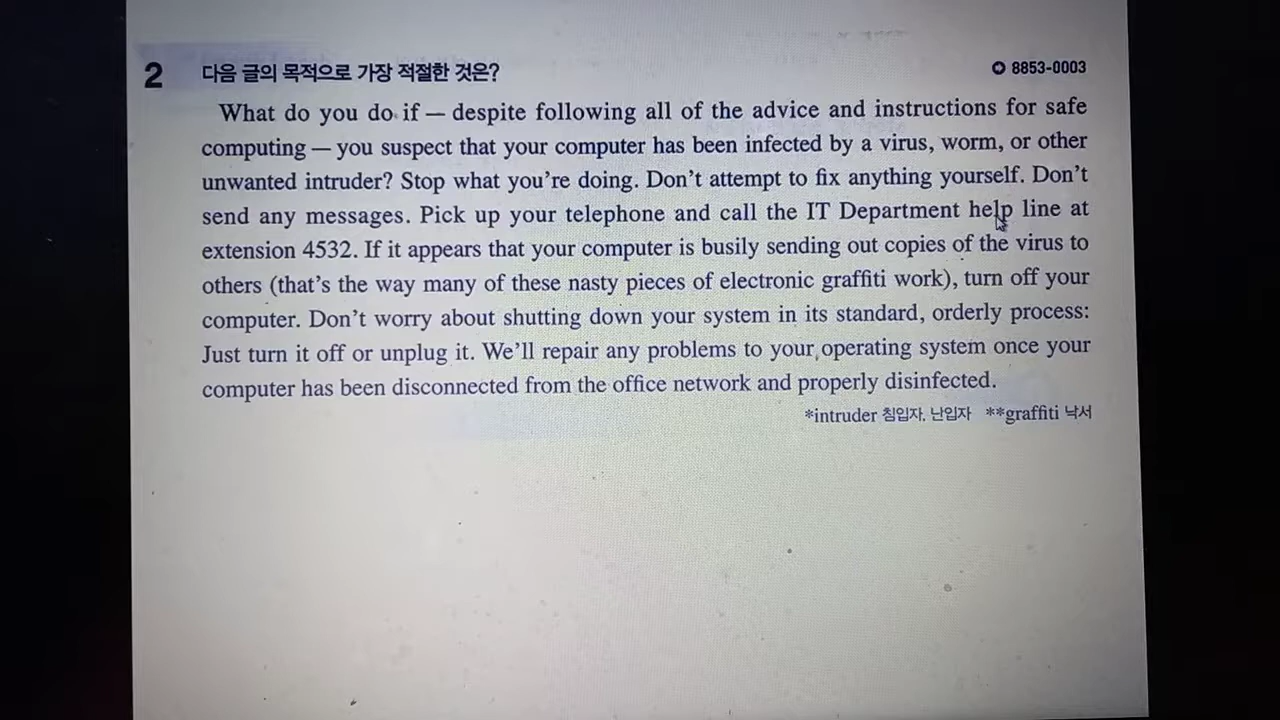 2 다음 글의 목적으로 가장 적절한 것은? 8853-0003
What do you do if — despite following all of the advice and instructions for safe
computing — you suspect that your computer has been infected by a virus, worm, or other
unwanted intruder? Stop what you're doing. Don't attempt to fix anything yourself. Don't
send any messages. Pick up your telephone and call the IT Department help line at
extension 4532. If it appears that your computer is busily sending out copies of the virus to
others (that's the way many of these nasty pieces of electronic graffiti work), turn off your
computer. Don't worry about shutting down your system in its standard, orderly process:
Just turn it off or unplug it. We'll repair any problems to your operating system once your
computer has been disconnected from the office network and properly disinfected.
*intruder 침입자, 난입자 **graffiti 낙서